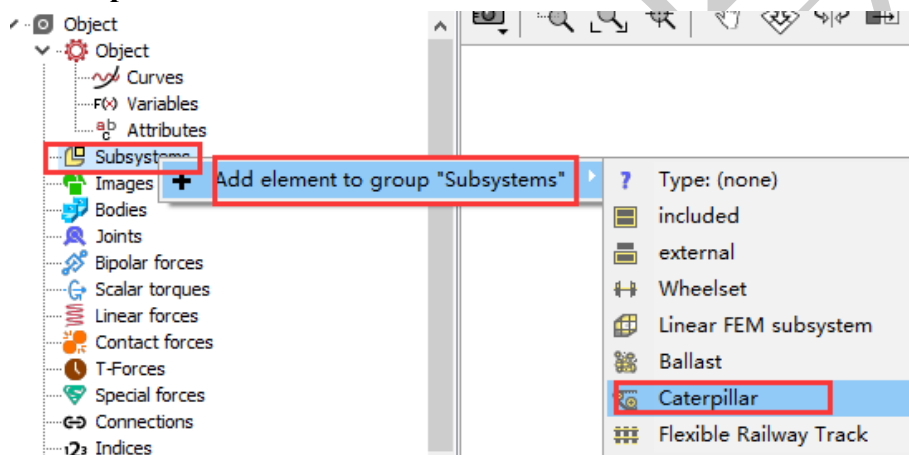 Object
Object
Curves
F(x) Variables
a b c Attributes
Subsystems
Add element to group "Subsystems"
Images
Bodies
Joints
Bipolar forces
Scalar torques
Linear forces
Contact forces
T-Forces
Special forces
Connections
123 Indices
? Type: (none)
included
external
Wheelset
Linear FEM subsystem
Ballast
Caterpillar
Flexible Railway Track